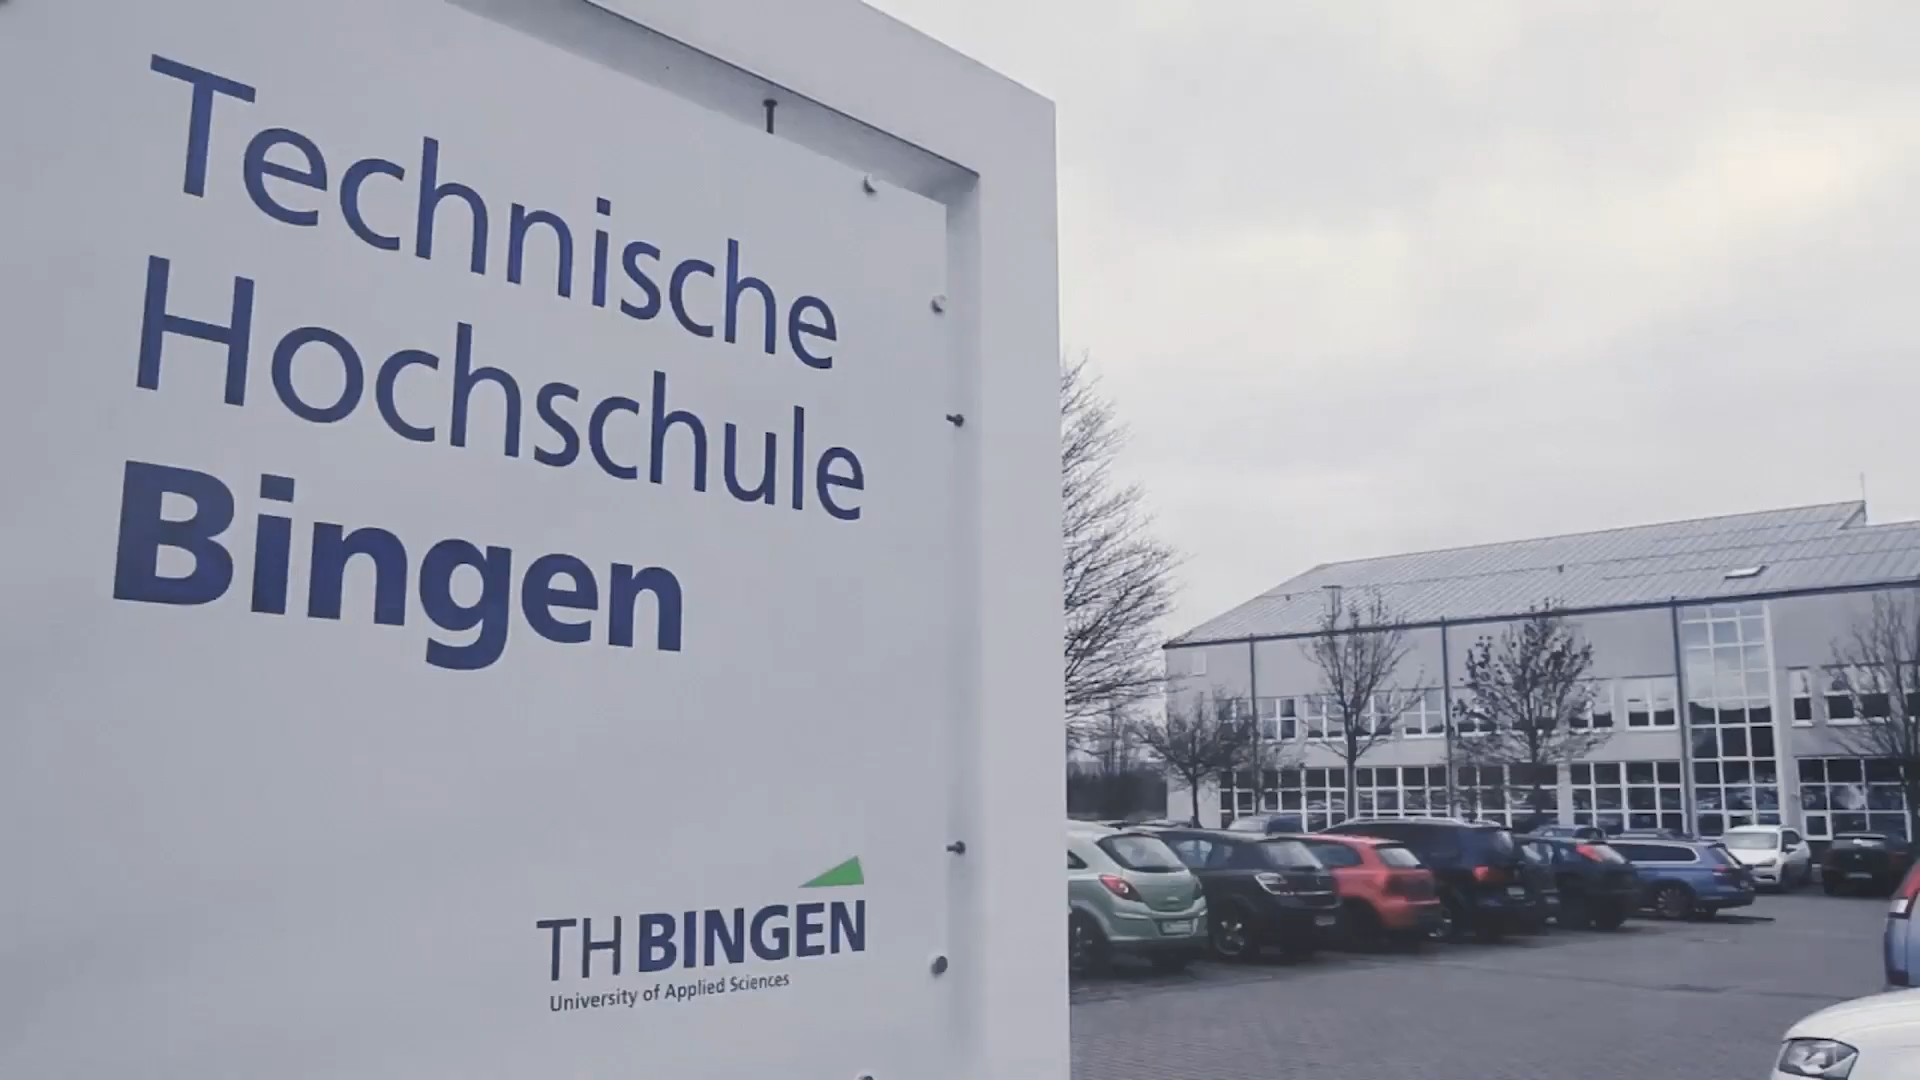 Technische
Hochschule
Bingen
TH BINGEN
University of Applied Sciences